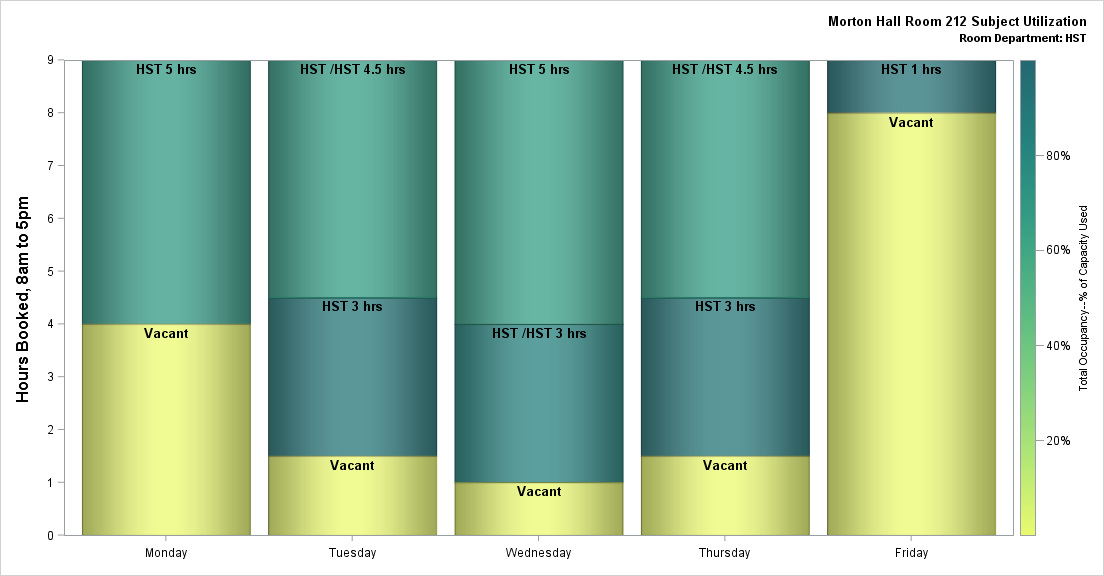 Morton Hall Room 212 Subject Utilization
Room Department: HST
Hours Booked, 8am to 5pm
9
8
7
6
5
4
3
2
1
0
HST 5 hrs
Vacant
HST /HST 4.5 hrs
HST 3 hrs
Vacant
HST 5 hrs
HST /HST 3 hrs
Vacant
HST /HST 4.5 hrs
HST 3 hrs
Vacant
HST 1 hrs
Vacant
Monday
Tuesday
Wednesday
Thursday
Friday
80%
60%
40%
20%
Total Occupancy--% of Capacity Used